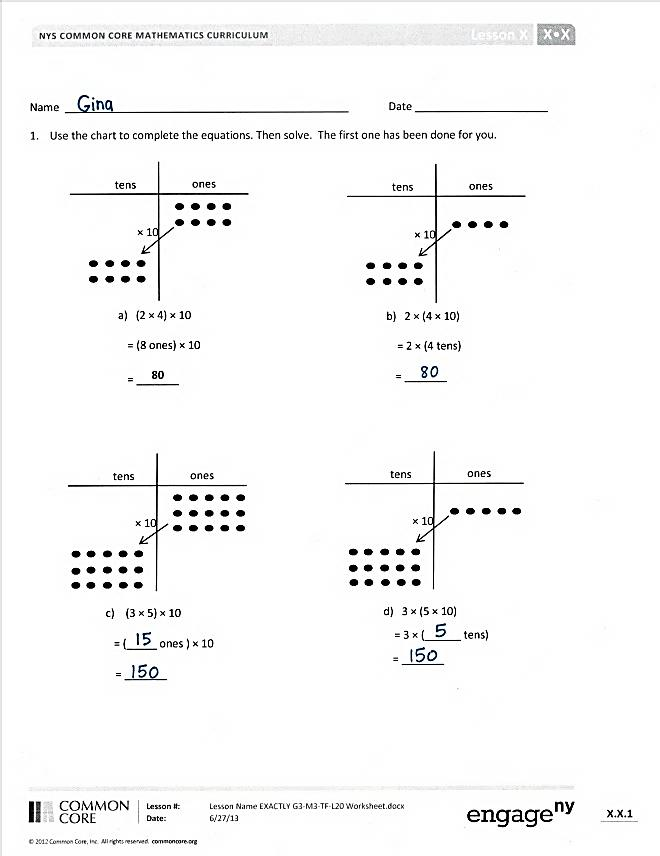 NYS COMMON CORE MATHEMATICS CURRICULUM Lesson X X•X
Name Gina Date
1. Use the chart to complete the equations. Then solve. The first one has been done for you.
tens ones
× 10
a) (2 × 4) × 10
= (8 ones) × 10
= 80
tens ones
× 10
b) 2 × (4 × 10)
= 2 × (4 tens)
= 80
tens ones
× 10
c) (3 × 5) × 10
= ( 15 ones ) × 10
= 150
tens ones
× 10
d) 3 × (5 × 10)
= 3 × ( 5 tens)
= 150
COMMON CORE
Lesson #: Lesson Name EXACTLY G3-M3-TF-L20 Worksheet.docx
Date: 6/27/13
engage ny
X.X.1
© 2012 Common Core, Inc. All rights reserved. commoncore.org